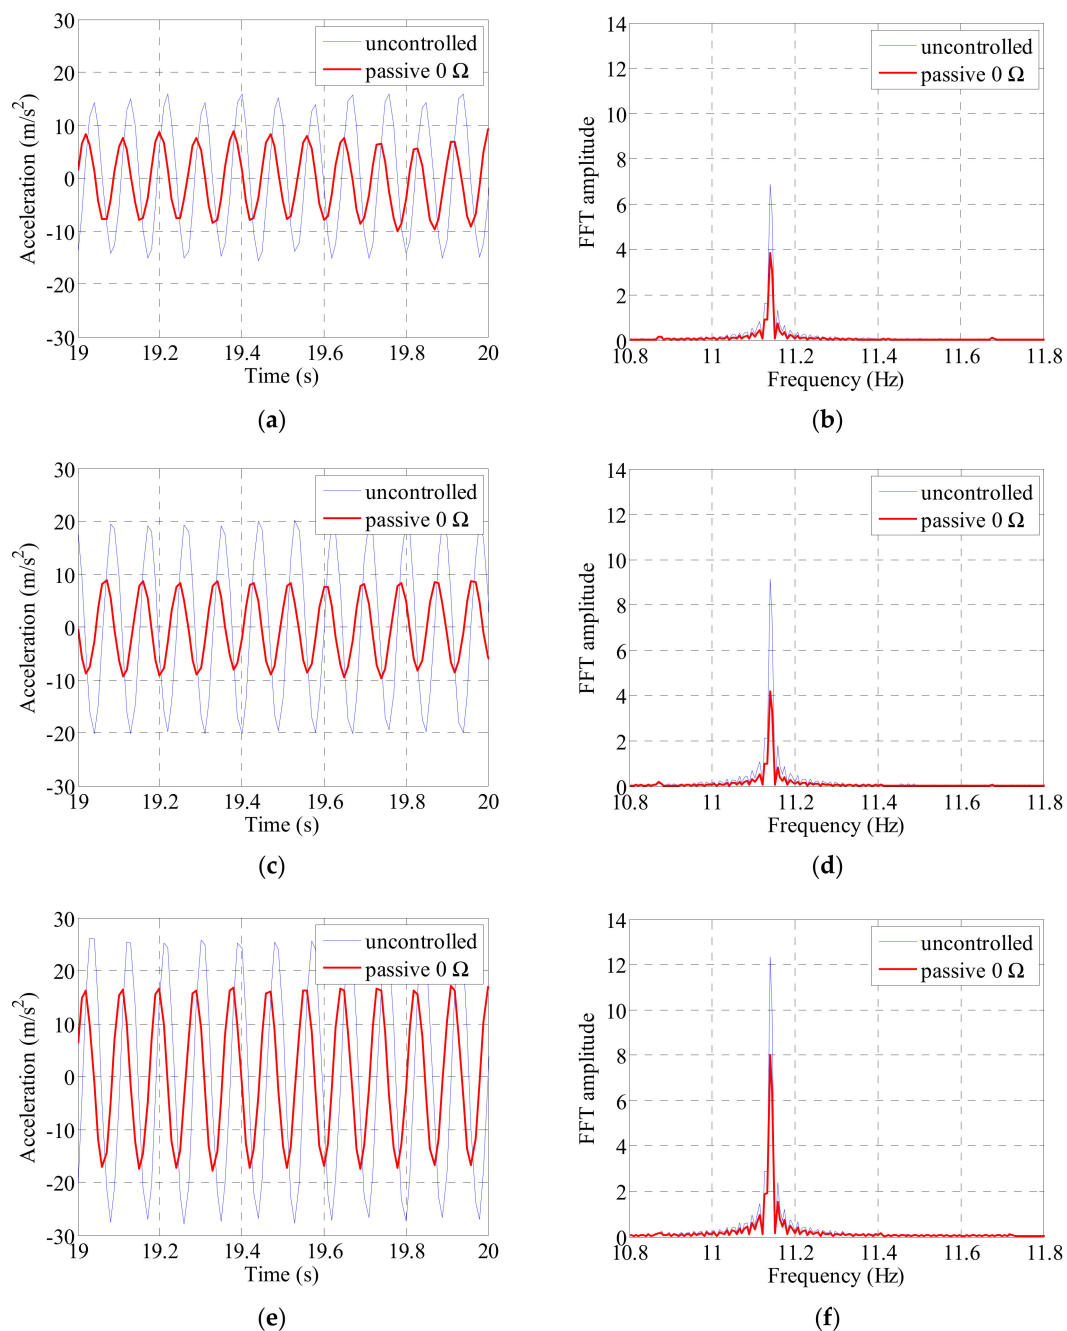 30
20
10
0
-10
-20
-30
Acceleration (m/s²)
uncontrolled
passive 0 Ω
19 19.2 19.4 19.6 19.8 20
Time (s)
(a)
14
12
10
8
6
4
2
0
FFT amplitude
uncontrolled
passive 0 Ω
10.8 11 11.2 11.4 11.6 11.8
Frequency (Hz)
(b)
30
20
10
0
-10
-20
-30
Acceleration (m/s²)
uncontrolled
passive 0 Ω
19 19.2 19.4 19.6 19.8 20
Time (s)
(c)
14
12
10
8
6
4
2
0
FFT amplitude
uncontrolled
passive 0 Ω
10.8 11 11.2 11.4 11.6 11.8
Frequency (Hz)
(d)
30
20
10
0
-10
-20
-30
Acceleration (m/s²)
uncontrolled
passive 0 Ω
19 19.2 19.4 19.6 19.8 20
Time (s)
(e)
14
12
10
8
6
4
2
0
FFT amplitude
uncontrolled
passive 0 Ω
10.8 11 11.2 11.4 11.6 11.8
Frequency (Hz)
(f)